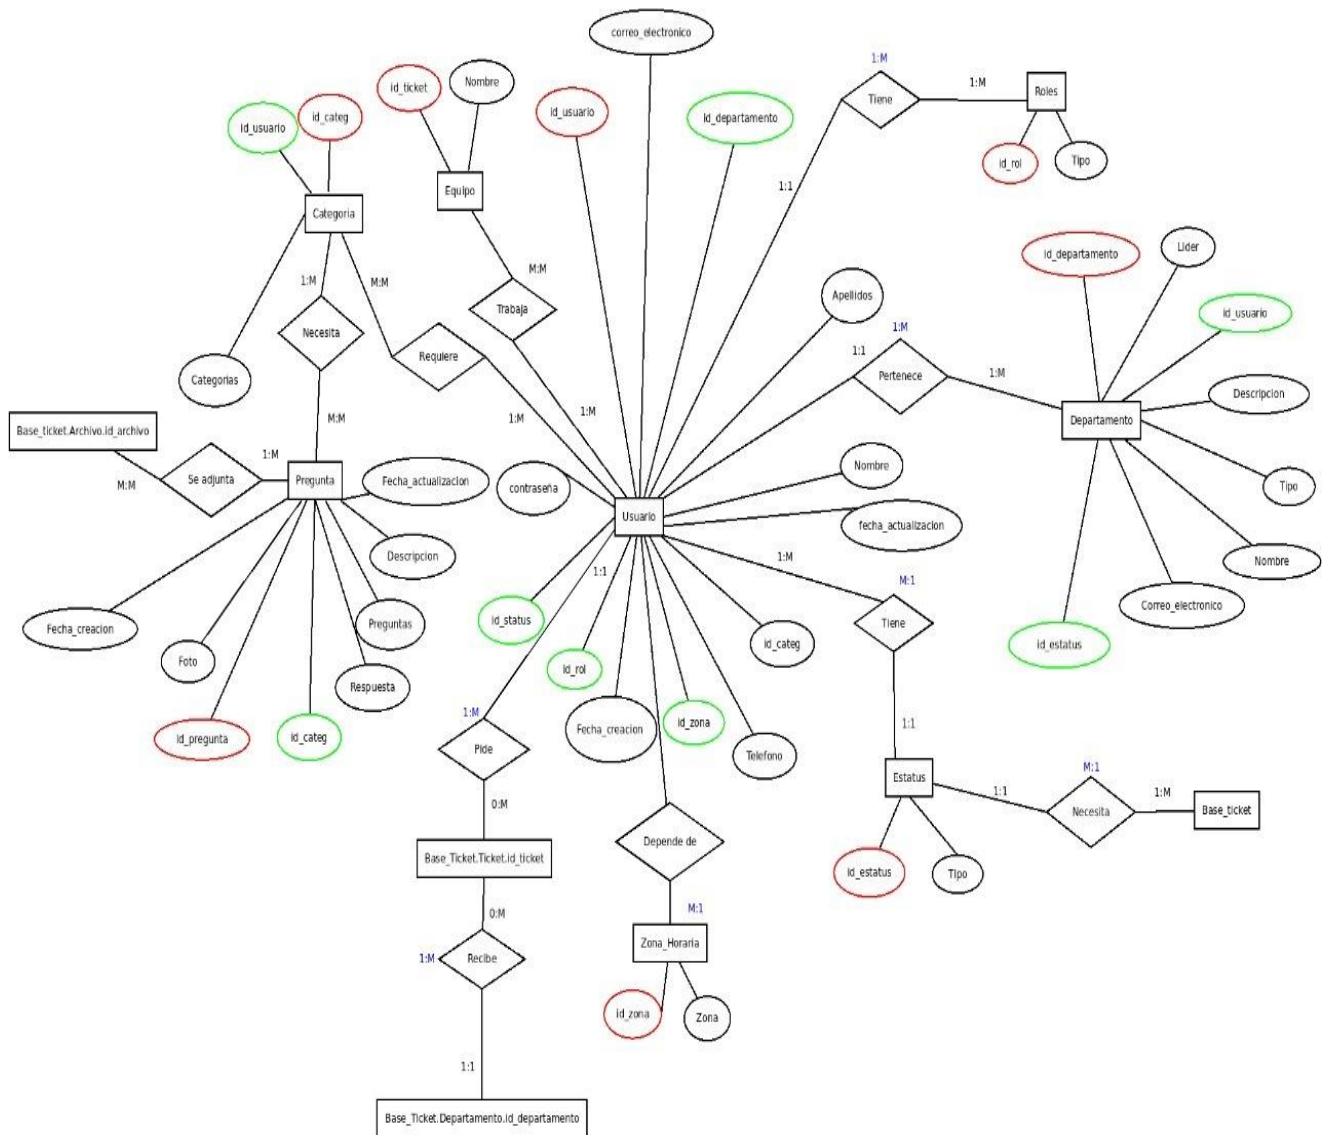 correo_electronico
1:M
id_ticket
Nombre
id_usuario
id_categ
id_usuario
id_departamento
Tiene
1:M
Roles
id_rol
Tipo
1:1
Equipo
Categoria
M:M
1:M
M:M
Necesita
Trabaja
Requiere
Categorias
1:M
1:M
M:M
Apellidos
1:M
1:1
Pertenece
1:M
id_departamento
Lider
id_usuario
Descripcion
Departamento
Tipo
Nombre
Correo_electronico
id_estatus
Base_ticket.Archivo.id_archivo
M:M
Se adjunta
1:M
Pregunta
Fecha_actualizacion
Descripcion
Preguntas
Respuesta
id_categ
id_pregunta
Foto
Fecha_creacion
contraseña
Usuario
Nombre
fecha_actualizacion
1:M
M:1
Tiene
1:1
id_status
1:1
id_rol
Fecha_creacion
id_zona
id_categ
Telefono
1:M
Pide
0:M
Base_Ticket.Ticket.id_ticket
0:M
1:M
Recibe
1:1
Base_Ticket.Departamento.id_departamento
Depende de
M:1
Zona_Horaria
id_zona
Zona
Estatus
id_estatus
Tipo
1:1
M:1
Necesita
1:M
Base_ticket